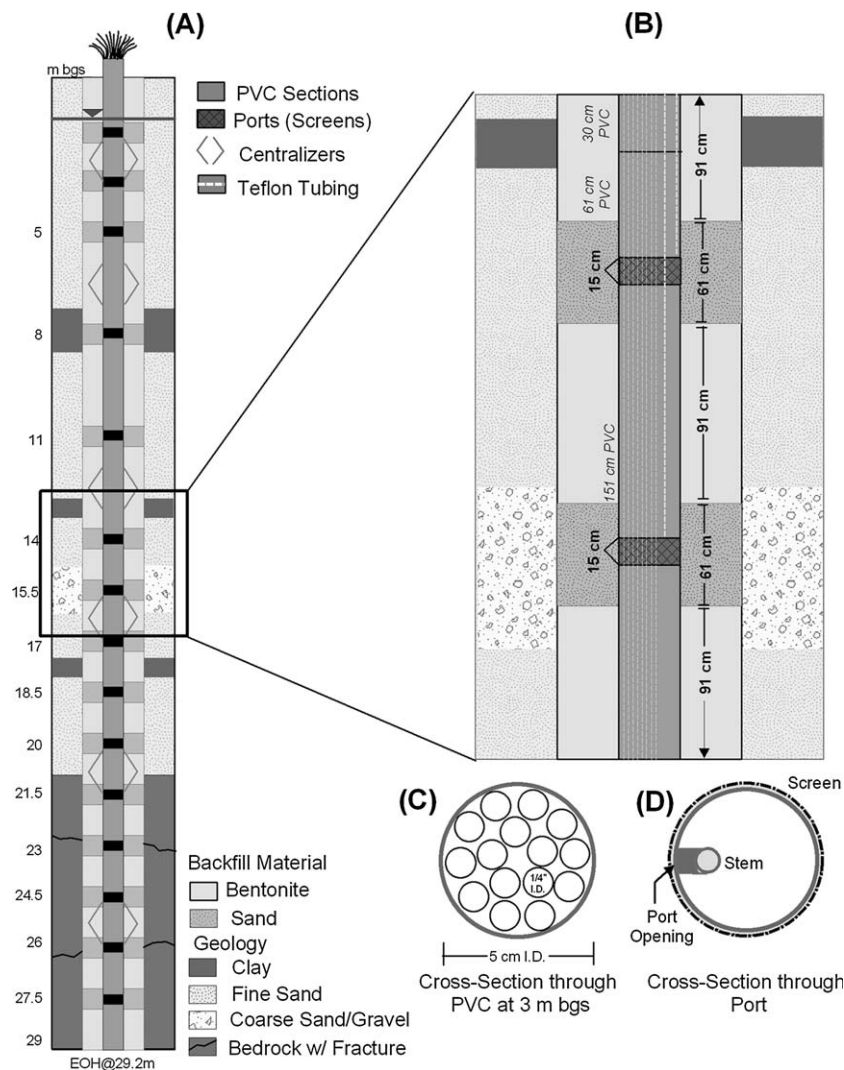 (A)
m bgs
PVC Sections
Ports (Screens)
Centralizers
Teflon Tubing
5
8
11
14
15.5
17
18.5
20
21.5
23
24.5
26
27.5
29
EOH@29.2m
Backfill Material
Bentonite
Sand
Geology
Clay
Fine Sand
Coarse Sand/Gravel
Bedrock w/ Fracture
(B)
30 cm
PVC
61 cm
PVC
91 cm
15 cm
61 cm
151 cm PVC
91 cm
15 cm
61 cm
91 cm
(C)
1/4"
I.D.
5 cm I.D.
Cross-Section through
PVC at 3 m bgs
(D)
Screen
Stem
Port
Opening
Cross-Section through
Port